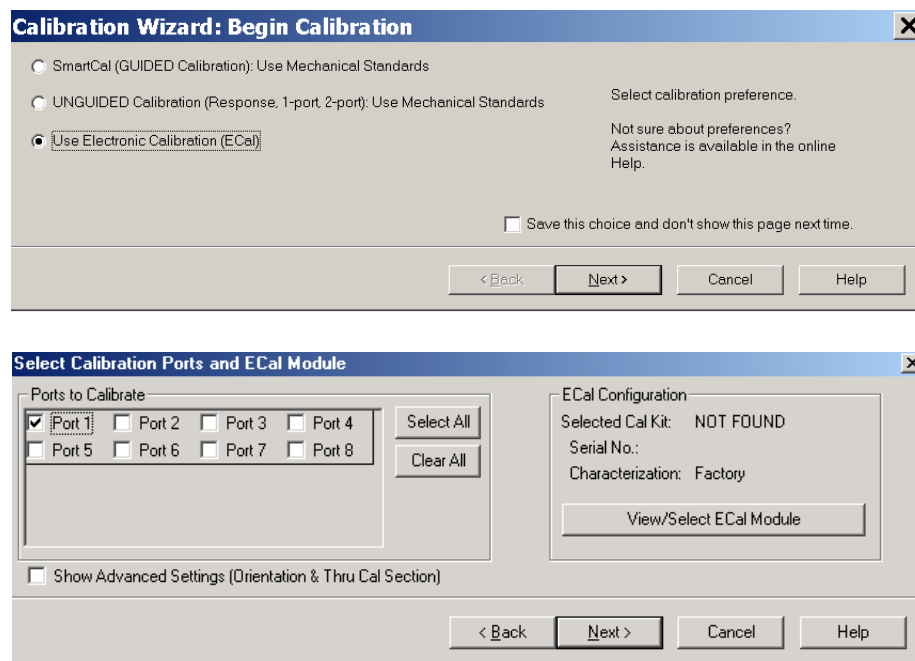 Calibration Wizard: Begin Calibration
SmartCal (GUIDED Calibration): Use Mechanical Standards
UNGUIDED Calibration (Response, 1-port, 2-port): Use Mechanical Standards
Use Electronic Calibration (ECal)
Select calibration preference.
Not sure about preferences?
Assistance is available in the online
Help.
Save this choice and don't show this page next time.
< Back
Next >
Cancel
Help
Select Calibration Ports and ECal Module
Ports to Calibrate
Port 1 Port 2 Port 3 Port 4
Port 5 Port 6 Port 7 Port 8
Select All
Clear All
ECal Configuration
Selected Cal Kit: NOT FOUND
Serial No.:
Characterization: Factory
View/Select ECal Module
Show Advanced Settings (Orientation & Thru Cal Section)
< Back
Next >
Cancel
Help